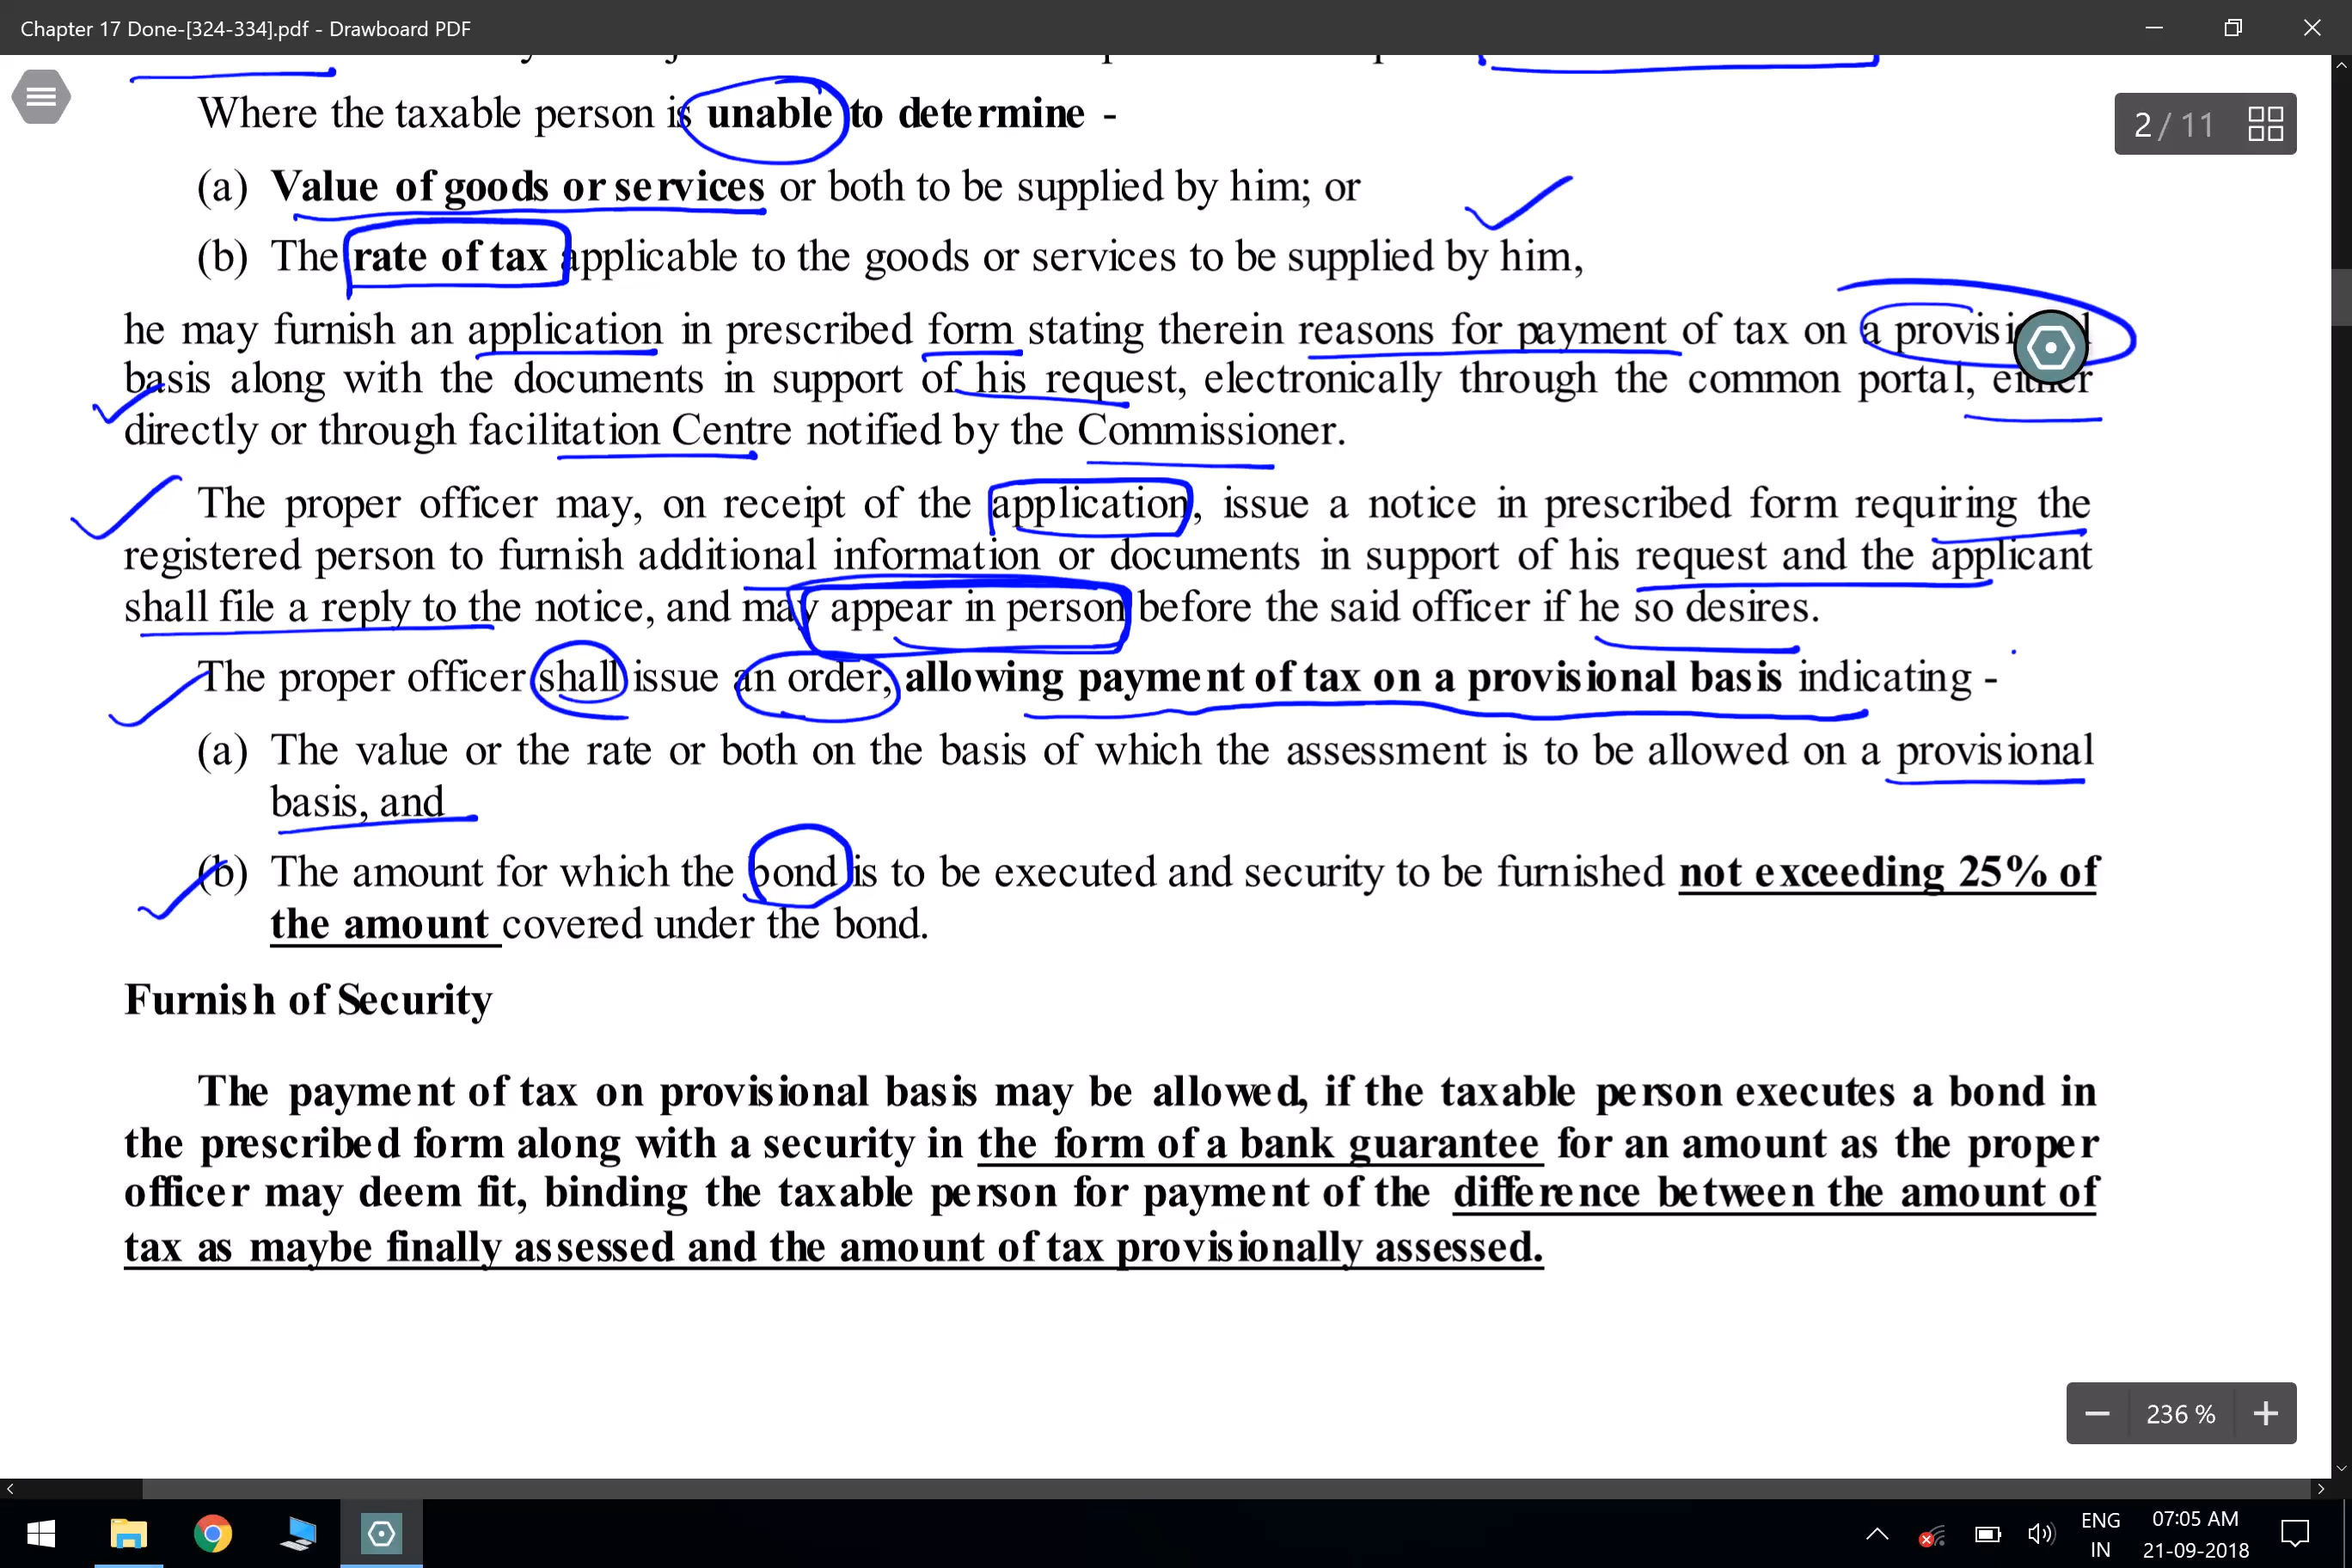 Chapter 17 Done-[324-334].pdf - Drawboard PDF
2 / 11
Where the taxable person is unable to determine -
(a) Value of goods or services or both to be supplied by him; or
(b) The rate of tax applicable to the goods or services to be supplied by him,
he may furnish an application in prescribed form stating therein reasons for payment of tax on a provisional
basis along with the documents in support of his request, electronically through the common portal, either
directly or through facilitation Centre notified by the Commissioner.
The proper officer may, on receipt of the application, issue a notice in prescribed form requiring the
registered person to furnish additional information or documents in support of his request and the applicant
shall file a reply to the notice, and may appear in person before the said officer if he so desires.
The proper officer shall issue an order, allowing payment of tax on a provisional basis indicating -
(a) The value or the rate or both on the basis of which the assessment is to be allowed on a provisional
basis, and
(b) The amount for which the bond is to be executed and security to be furnished not exceeding 25% of
the amount covered under the bond.
Furnish of Security
The payment of tax on provisional basis may be allowed, if the taxable person executes a bond in
the prescribed form along with a security in the form of a bank guarantee for an amount as the proper
officer may deem fit, binding the taxable person for payment of the difference between the amount of
tax as maybe finally assessed and the amount of tax provisionally assessed.
236 %
ENG
IN
07:05 AM
21-09-2018